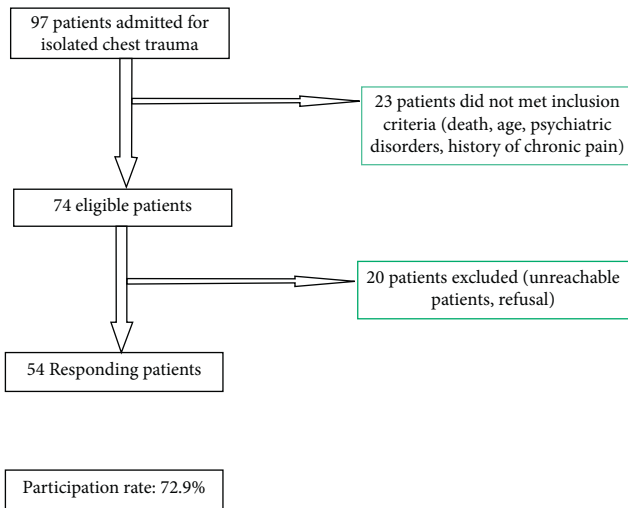 97 patients admitted for
isolated chest trauma
23 patients did not met inclusion
criteria (death, age, psychiatric
disorders, history of chronic pain)
74 eligible patients
20 patients excluded (unreachable
patients, refusal)
54 Responding patients
Participation rate: 72.9%